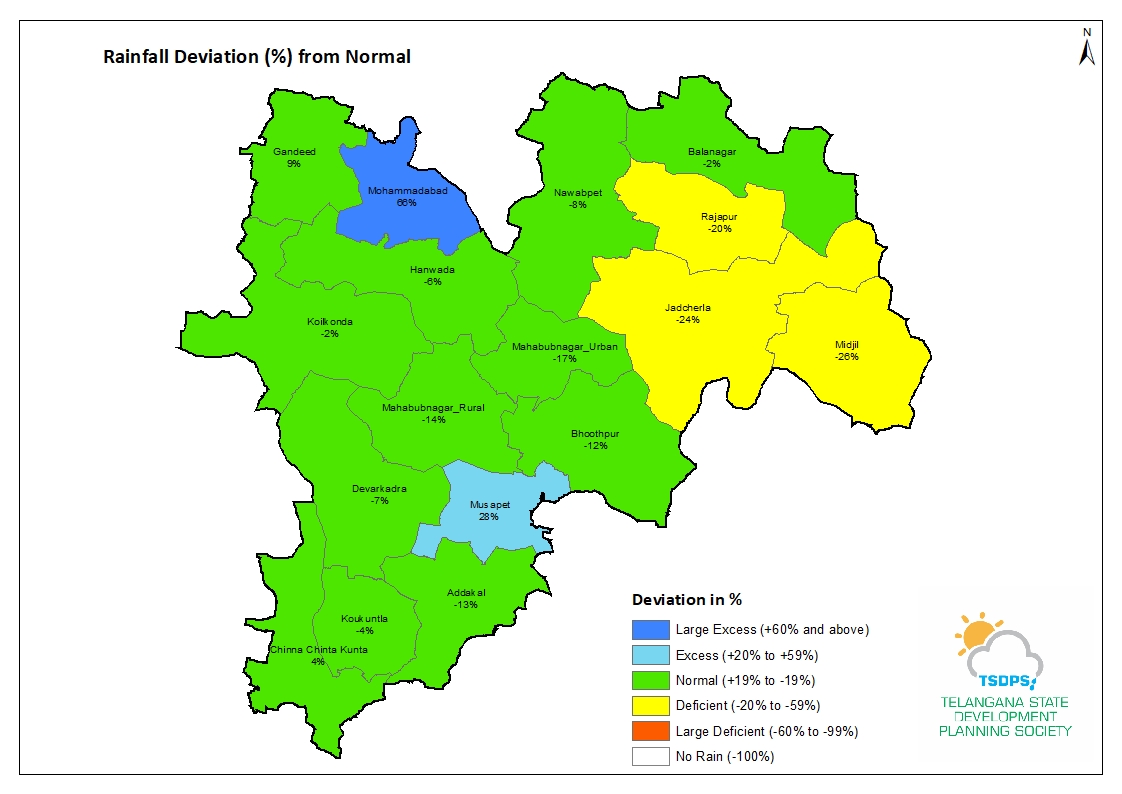 N
Rainfall Deviation (%) from Normal
Gandeed
9%
Mohammadabad
66%
Balanagar
-2%
Nawabpet
-8%
Rajapur
-20%
Hanwada
-6%
Jadcherla
-24%
Koilkonda
-2%
Mahabubnagar_Urban
-17%
Midjil
-26%
Mahabubnagar_Rural
-14%
Bhoothpur
-12%
Devarkadra
-7%
Musapet
28%
Addakal
-13%
Koukuntla
-4%
Chinna Chinta Kunta
4%
Deviation in %
Large Excess (+60% and above)
Excess (+20% to +59%)
Normal (+19% to -19%)
Deficient (-20% to -59%)
Large Deficient (-60% to -99%)
No Rain (-100%)
TSDPS
TELANGANA STATE
DEVELOPMENT
PLANNING SOCIETY